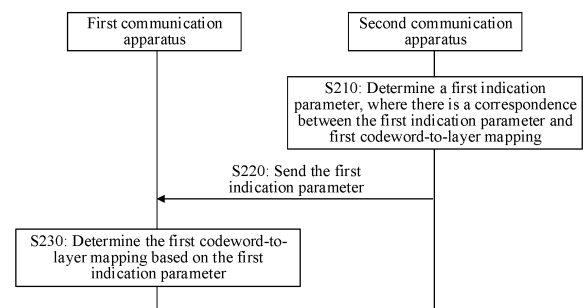 First communication
apparatus
Second communication
apparatus
S210: Determine a first indication
parameter, where there is a correspondence
between the first indication parameter and
first codeword-to-layer mapping
S220: Send the first
indication parameter
S230: Determine the first codeword-to-
layer mapping based on the first
indication parameter